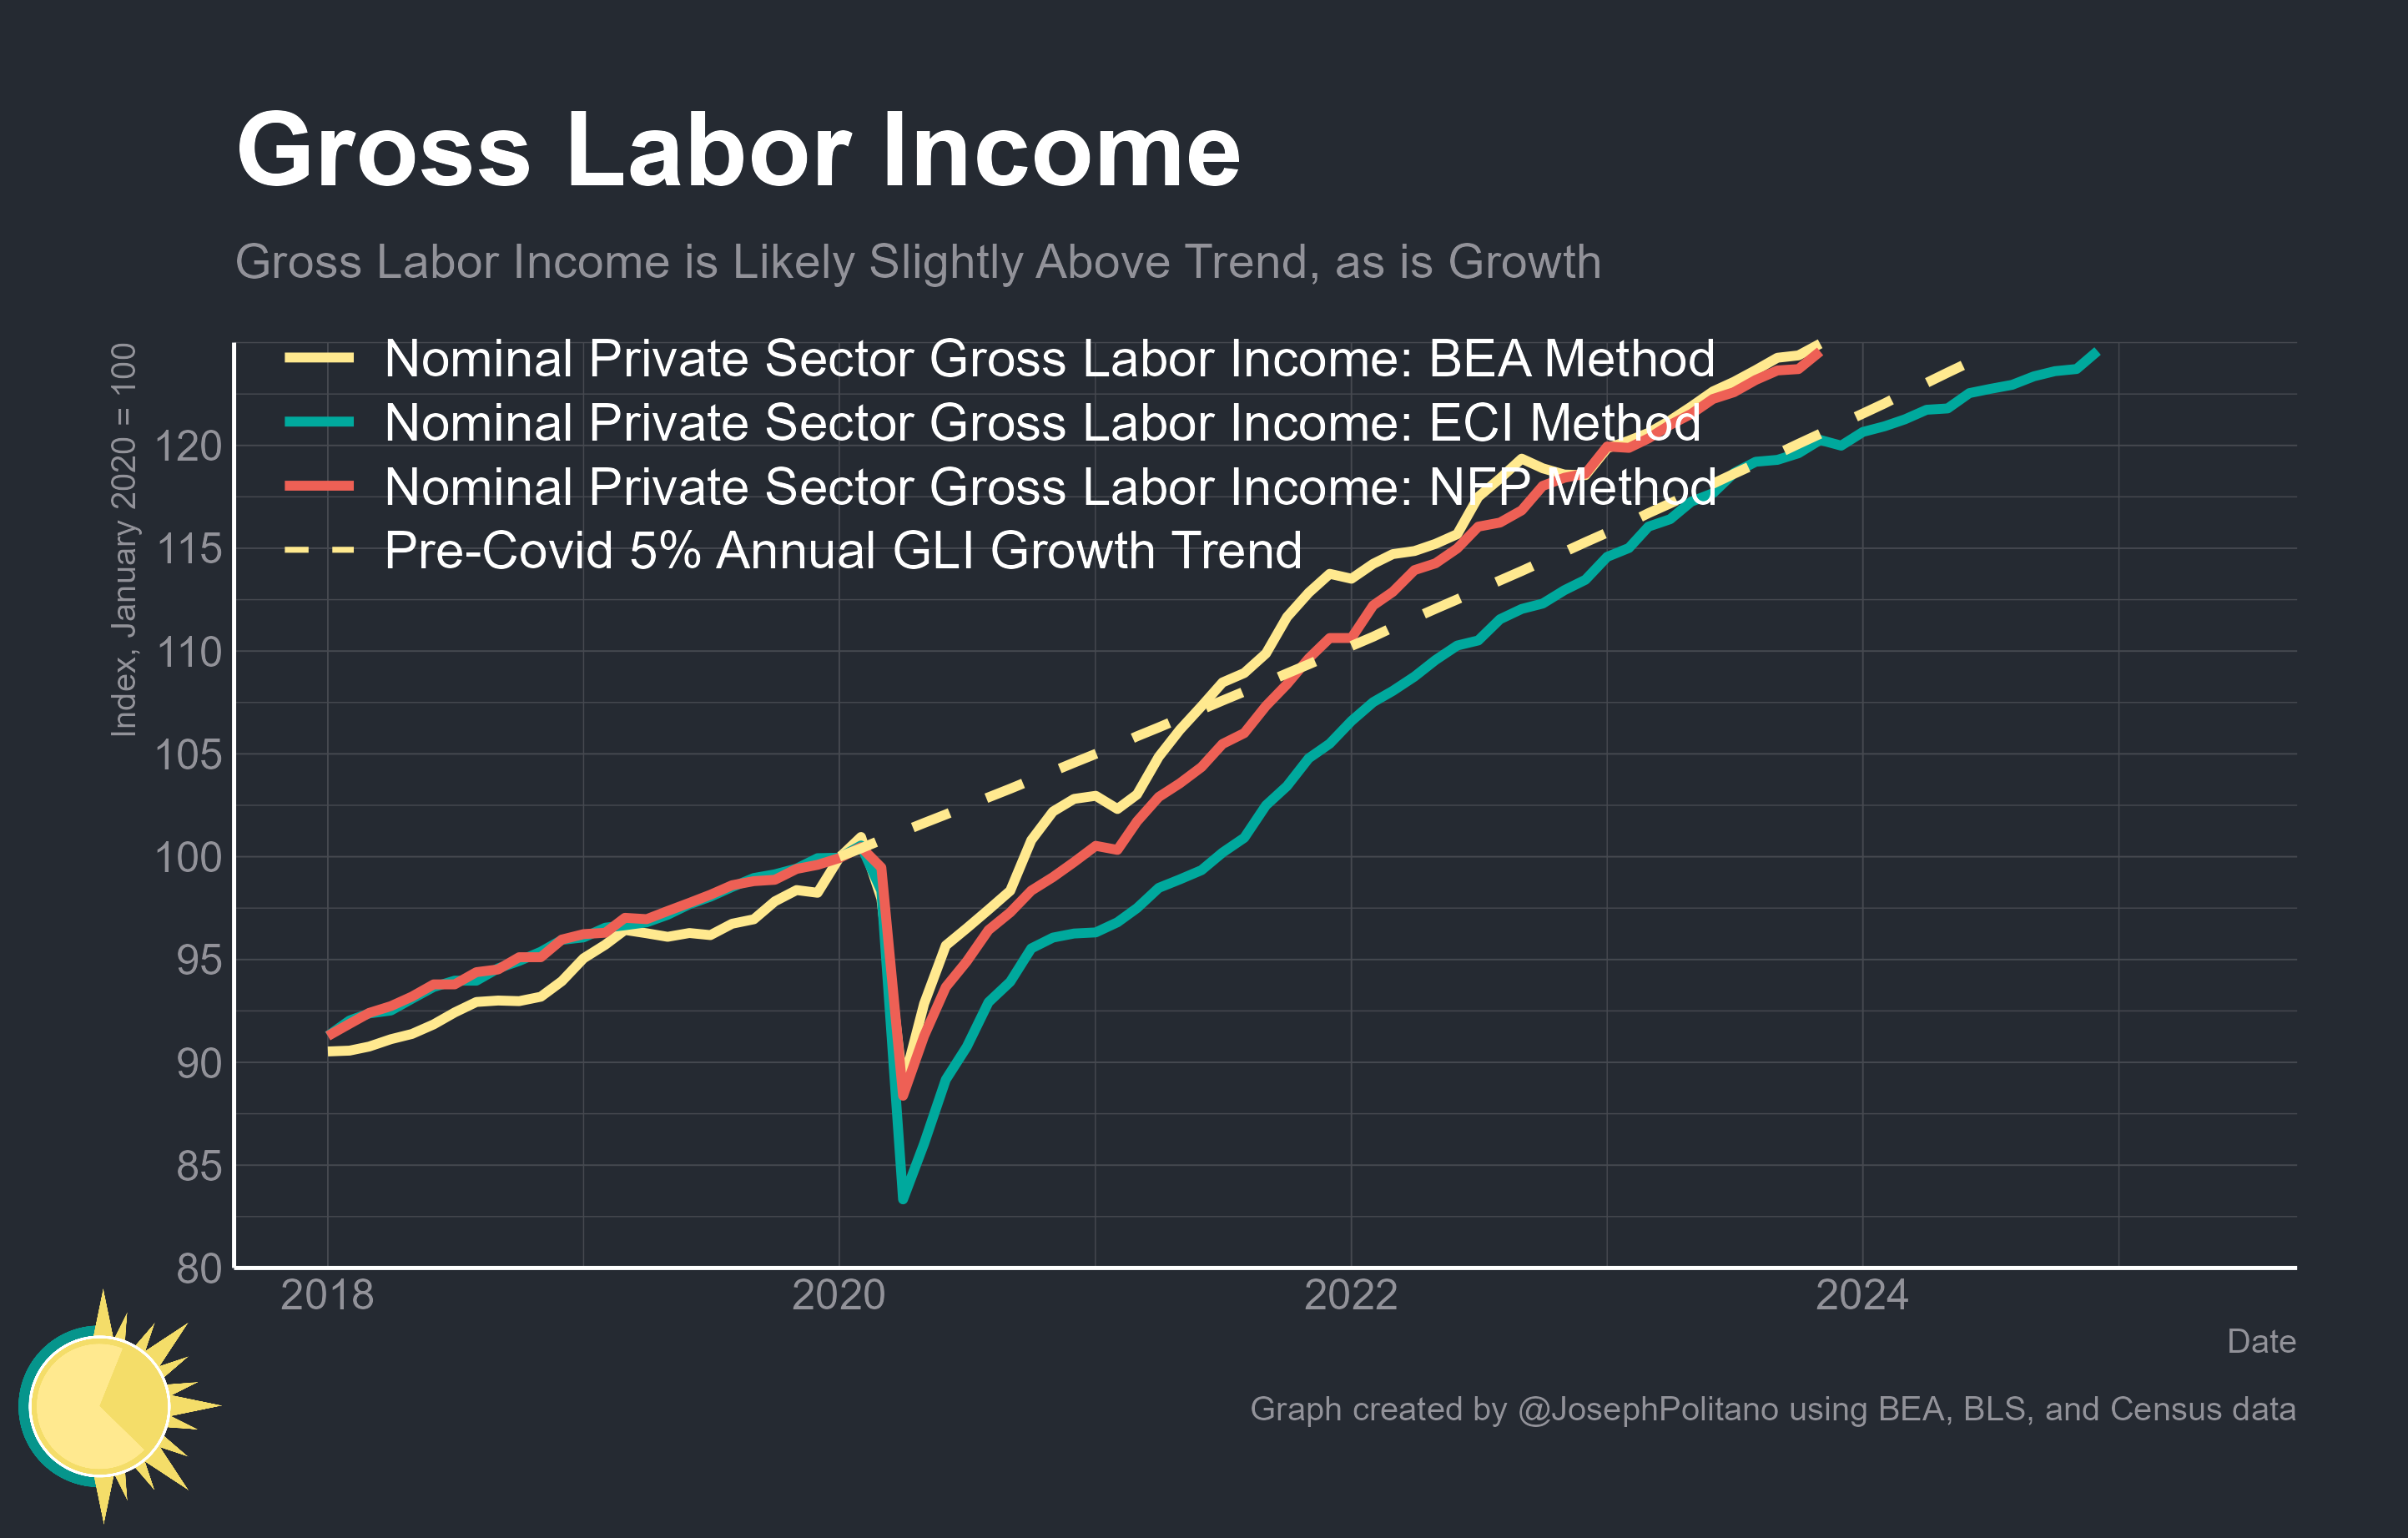 Gross Labor Income
Gross Labor Income is Likely Slightly Above Trend, as is Growth
Index, January 2020 = 100
Nominal Private Sector Gross Labor Income: BEA Method
Nominal Private Sector Gross Labor Income: ECI Method
Nominal Private Sector Gross Labor Income: NFP Method
Pre-Covid 5% Annual GLI Growth Trend
120
115
110
105
100
95
90
85
80
2018 2020 2022 2024
Date
Graph created by @JosephPolitano using BEA, BLS, and Census data